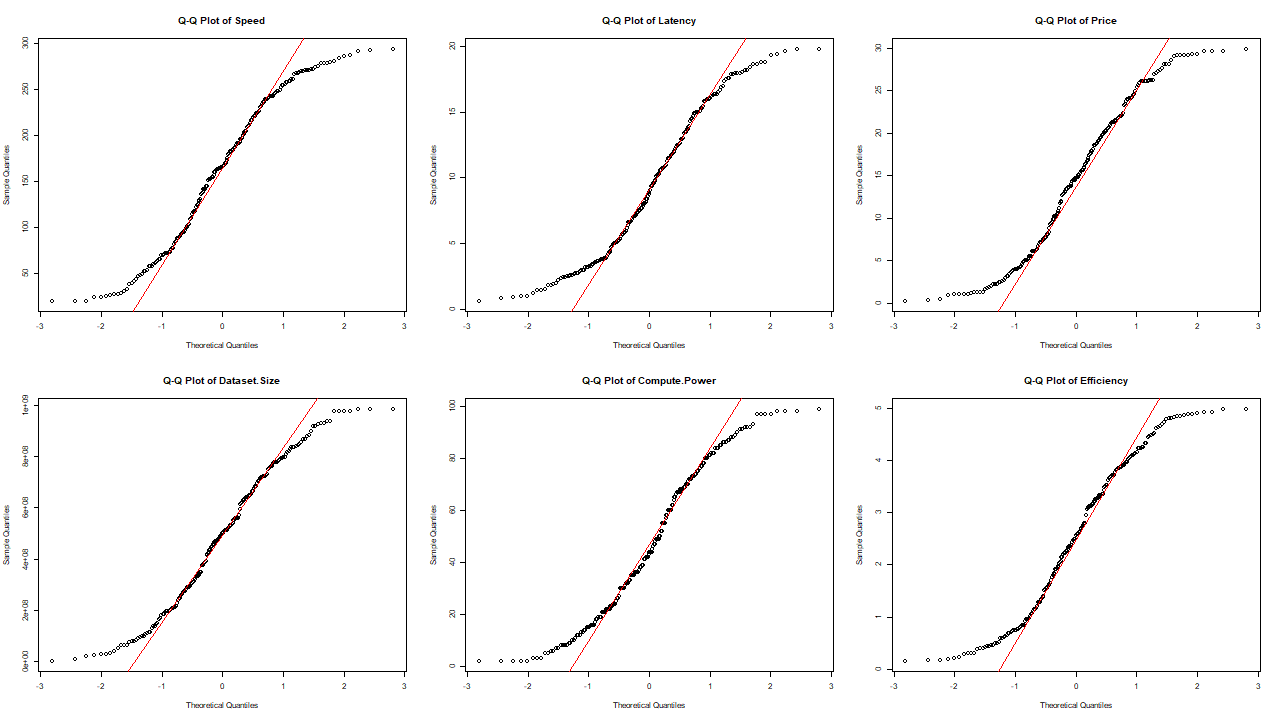 Q-Q Plot of Speed
Sample Quantiles
50 100 150 200 250 300
-3 -2 -1 0 1 2 3
Theoretical Quantiles
Q-Q Plot of Latency
Sample Quantiles
0 5 10 15 20
-3 -2 -1 0 1 2 3
Theoretical Quantiles
Q-Q Plot of Price
Sample Quantiles
0 5 10 15 20 25 30
-3 -2 -1 0 1 2 3
Theoretical Quantiles
Q-Q Plot of Dataset.Size
Sample Quantiles
0e+00 2e+08 4e+08 6e+08 8e+08 1e+09
-3 -2 -1 0 1 2 3
Theoretical Quantiles
Q-Q Plot of Compute.Power
Sample Quantiles
0 20 40 60 80 100
-3 -2 -1 0 1 2 3
Theoretical Quantiles
Q-Q Plot of Efficiency
Sample Quantiles
0 1 2 3 4 5
-3 -2 -1 0 1 2 3
Theoretical Quantiles